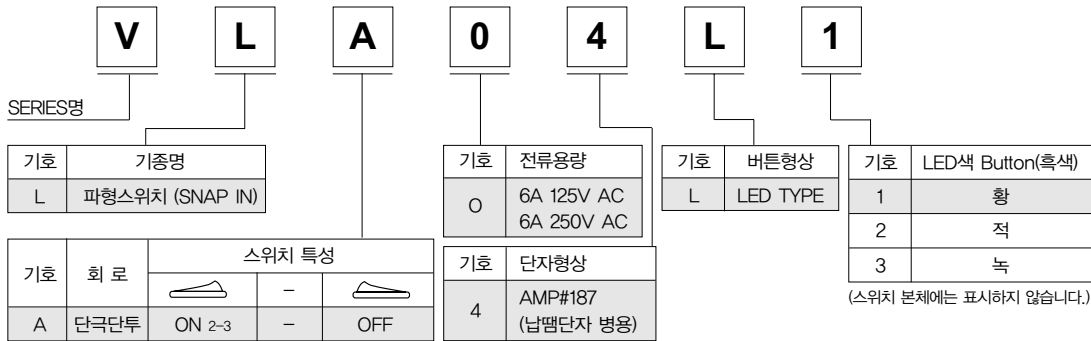 V L A 0 4 L 1
SERIES명
기호 기종명
L 파형스위치 (SNAP IN)
기호 회 로 스위치 특성
–
A 단극단투 ON 2-3 – OFF
기호 전류용량
O 6A 125V AC
6A 250V AC
기호 단자형상
4 AMP#187
(납땜단자 병용)
기호 버튼형상
L LED TYPE
기호 LED색 Button(흑색)
1 황
2 적
3 녹
(스위치 본체에는 표시하지 않습니다.)